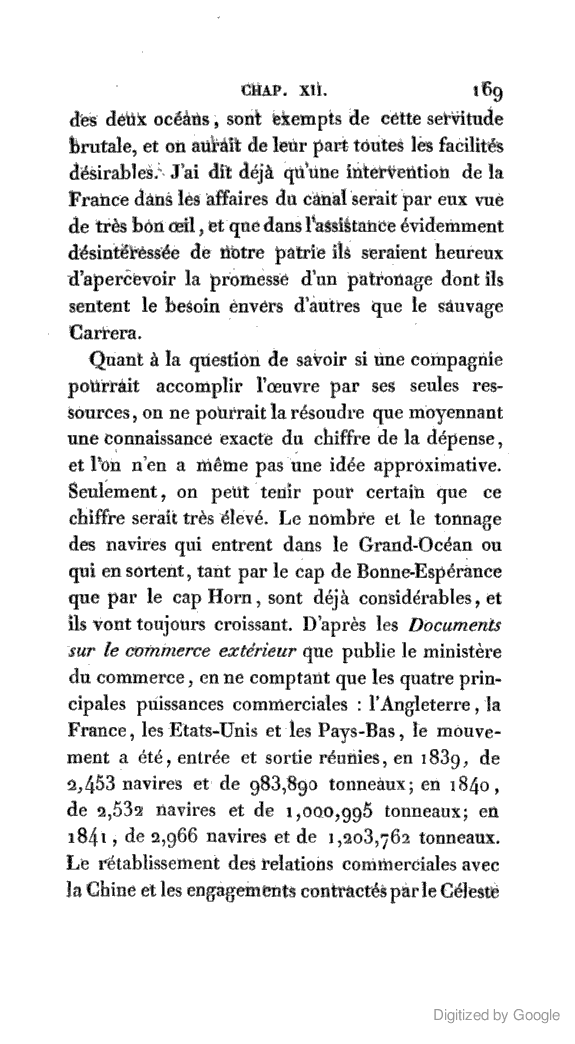 CHAP. XII. 169
des deux océans, sont exempts de cette servitude
brutale, et on aurait de leur part toutes les facilités
désirables. J'ai dit déjà qu'une intervention de la
France dans les affaires du canal serait par eux vue
de très bon œil, et que dans l'assistance évidemment
désintéressée de notre patrie ils seraient heureux
d'apercevoir la promesse d'un patronage dont ils
sentent le besoin envers d'autres que le sauvage
Carrera.
Quant à la question de savoir si une compagnie
pourrait accomplir l'œuvre par ses seules res-
sources, on ne pourrait la résoudre que moyennant
une connaissance exacte du chiffre de la dépense,
et l'on n'en a même pas une idée approximative.
Seulement, on peut tenir pour certain que ce
chiffre serait très élevé. Le nombre et le tonnage
des navires qui entrent dans le Grand-Océan ou
qui en sortent, tant par le cap de Bonne-Espérance
que par le cap Horn, sont déjà considérables, et
ils vont toujours croissant. D'après les Documents
sur le commerce extérieur que publie le ministère
du commerce, en ne comptant que les quatre prin-
cipales puissances commerciales : l'Angleterre, la
France, les Etats-Unis et les Pays-Bas, le mouve-
ment a été, entrée et sortie réunies, en 1839, de
2,453 navires et de 983,890 tonneaux; en 1840,
de 2,532 navires et de 1,000,995 tonneaux; en
1841, de 2,966 navires et de 1,203,762 tonneaux.
Le rétablissement des relations commerciales avec
la Chine et les engagements contractés par le Céleste
Digitized by Google